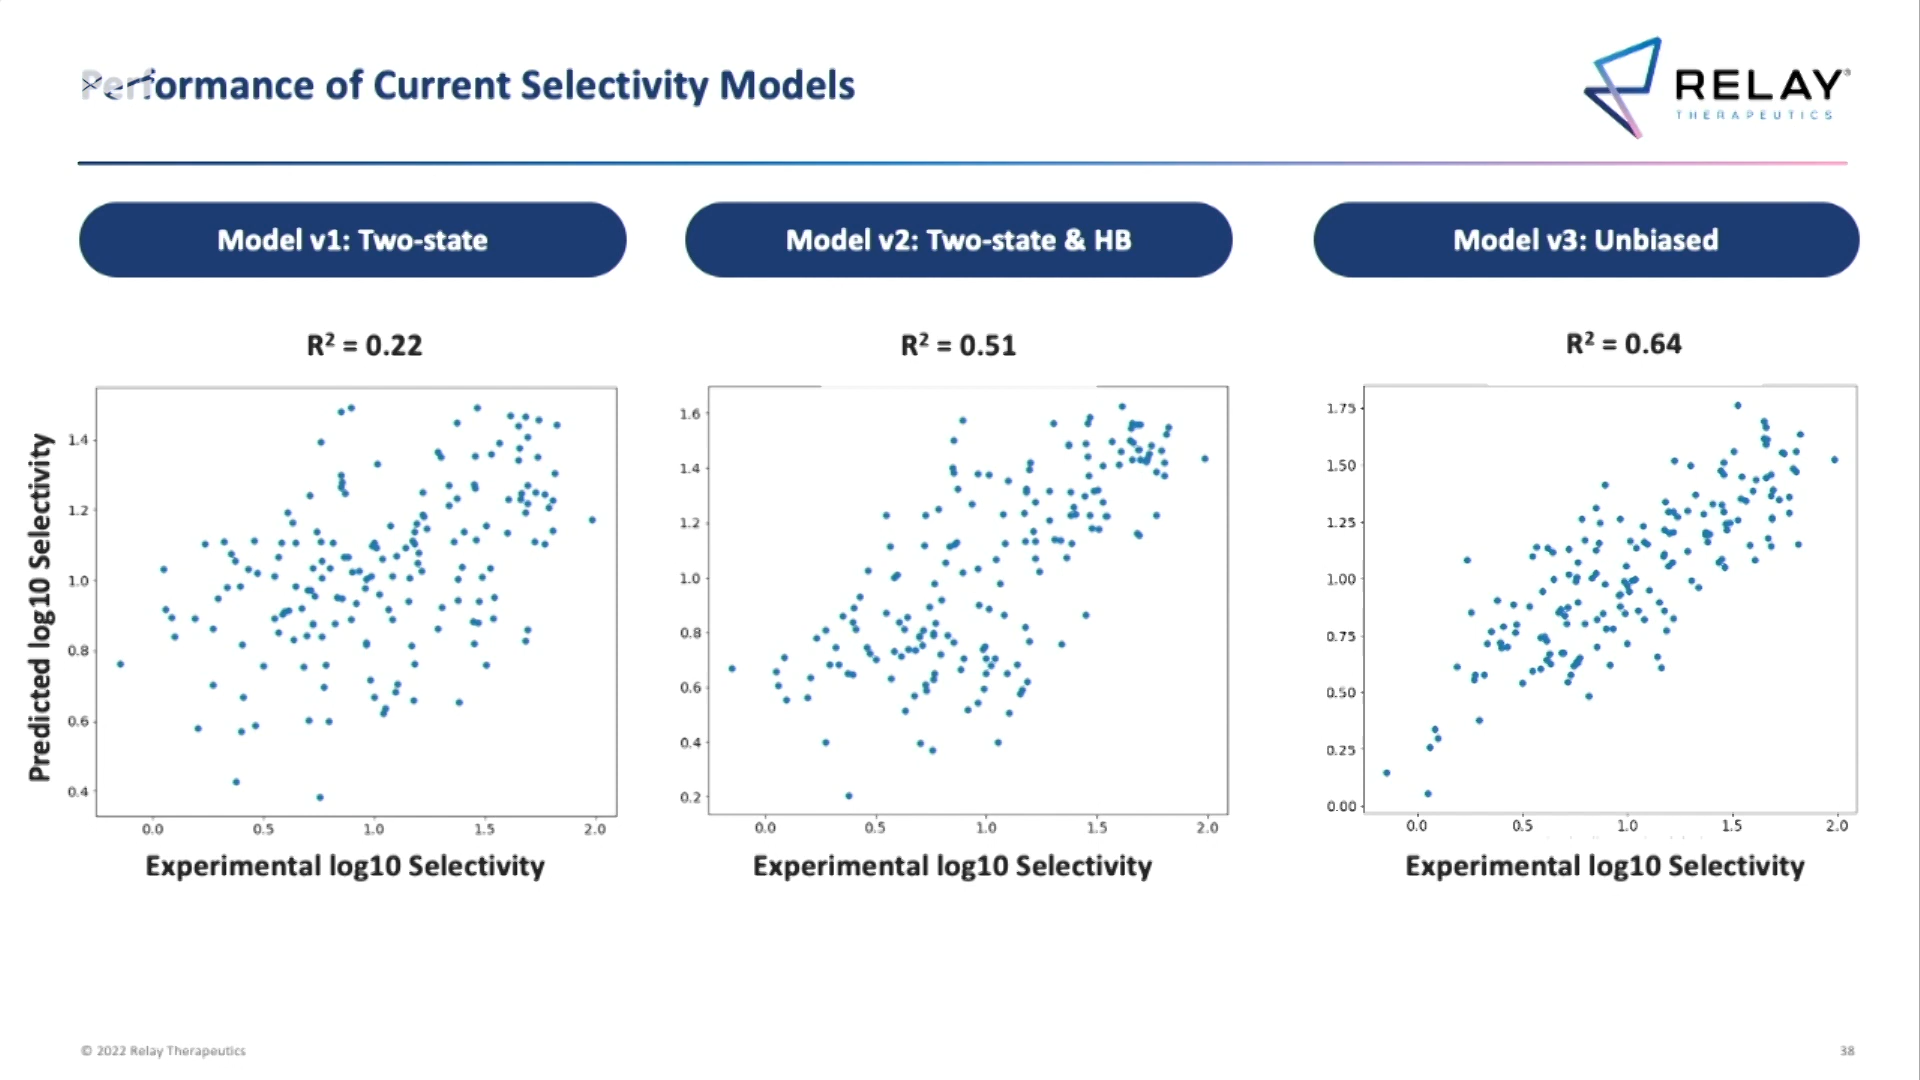 Performance of Current Selectivity Models
RELAY®
THERAPEUTICS
Model v1: Two-state
Model v2: Two-state & HB
Model v3: Unbiased
R² = 0.22
R² = 0.51
R² = 0.64
Predicted log10 Selectivity
1.4
1.2
1.0
0.8
0.6
0.4
0.0 0.5 1.0 1.5 2.0
Experimental log10 Selectivity
1.6
1.4
1.2
1.0
0.8
0.6
0.4
0.2
0.0 0.5 1.0 1.5 2.0
Experimental log10 Selectivity
1.75
1.50
1.25
1.00
0.75
0.50
0.25
0.00
0.0 0.5 1.0 1.5 2.0
Experimental log10 Selectivity
© 2022 Relay Therapeutics
38